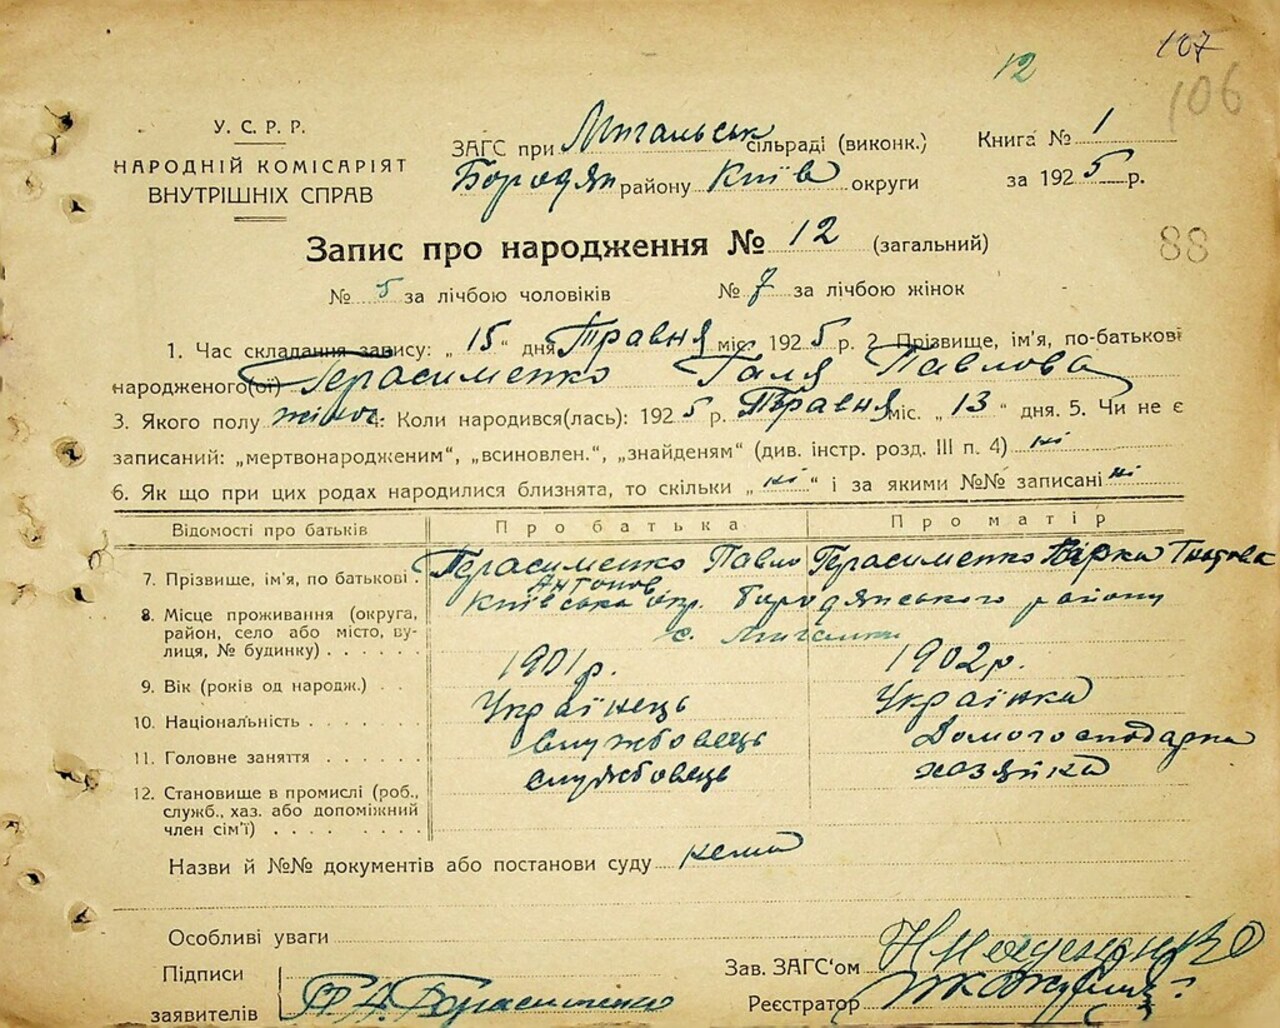 107
12
106
У. С. Р. Р.
НАРОДНІЙ КОМІСАРІЯТ
ВНУТРІШНІХ СПРАВ
ЗАГС при Мигальськ сільраді (виконк.)
Бородян району Київ округи
Книга № 1
за 1925 р.
Запис про народження № 12 (загальний)
88
№ 5 за лічбою чоловіків № 7 за лічбою жінок
1. Час складання запису: „ 15 “ дня Травня міс. 1925 р. 2. Прізвище, ім'я, по-батькові
народженого(ої) Герасименко Галя Павлова
3. Якого полу жіноч. 4. Коли народився(лась): 1925 р. Травня міс. „ 13 “ дня. 5. Чи не є
записаний: „мертвонародженим“, „всиновлен.“, „знайденям“ (див. інстр. розд. III п. 4) ні
6. Як що при цих родах народилися близнята, то скільки „ ні “ і за якими №№ записані ні
Відомості про батьків Про батька Про матір
7. Прізвище, ім'я, по батькові . Герасименко Павло Антонов Герасименко Вірка Гнатова
8. Місце проживання (округа, район, село або місто, вулиця, № будинку) . . . . . . Київська окр. Бородянського району
с. Мигалки
9. Вік (років од народж.) . . 1901 р. 1902 р.
10. Національність . . . . . . . Українець Українка
11. Головне заняття . . . . . . службовець Домогосподарка
12. Становище в промислі (роб., служб., хаз. або допоміжний член сім'ї) . . . . . . . . службовець хозяйка
Назви й №№ документів або постанови суду нема
Особливі уваги
Підписи
заявителів
П А Герасименко
Зав. ЗАГС'ом
Реєстратор